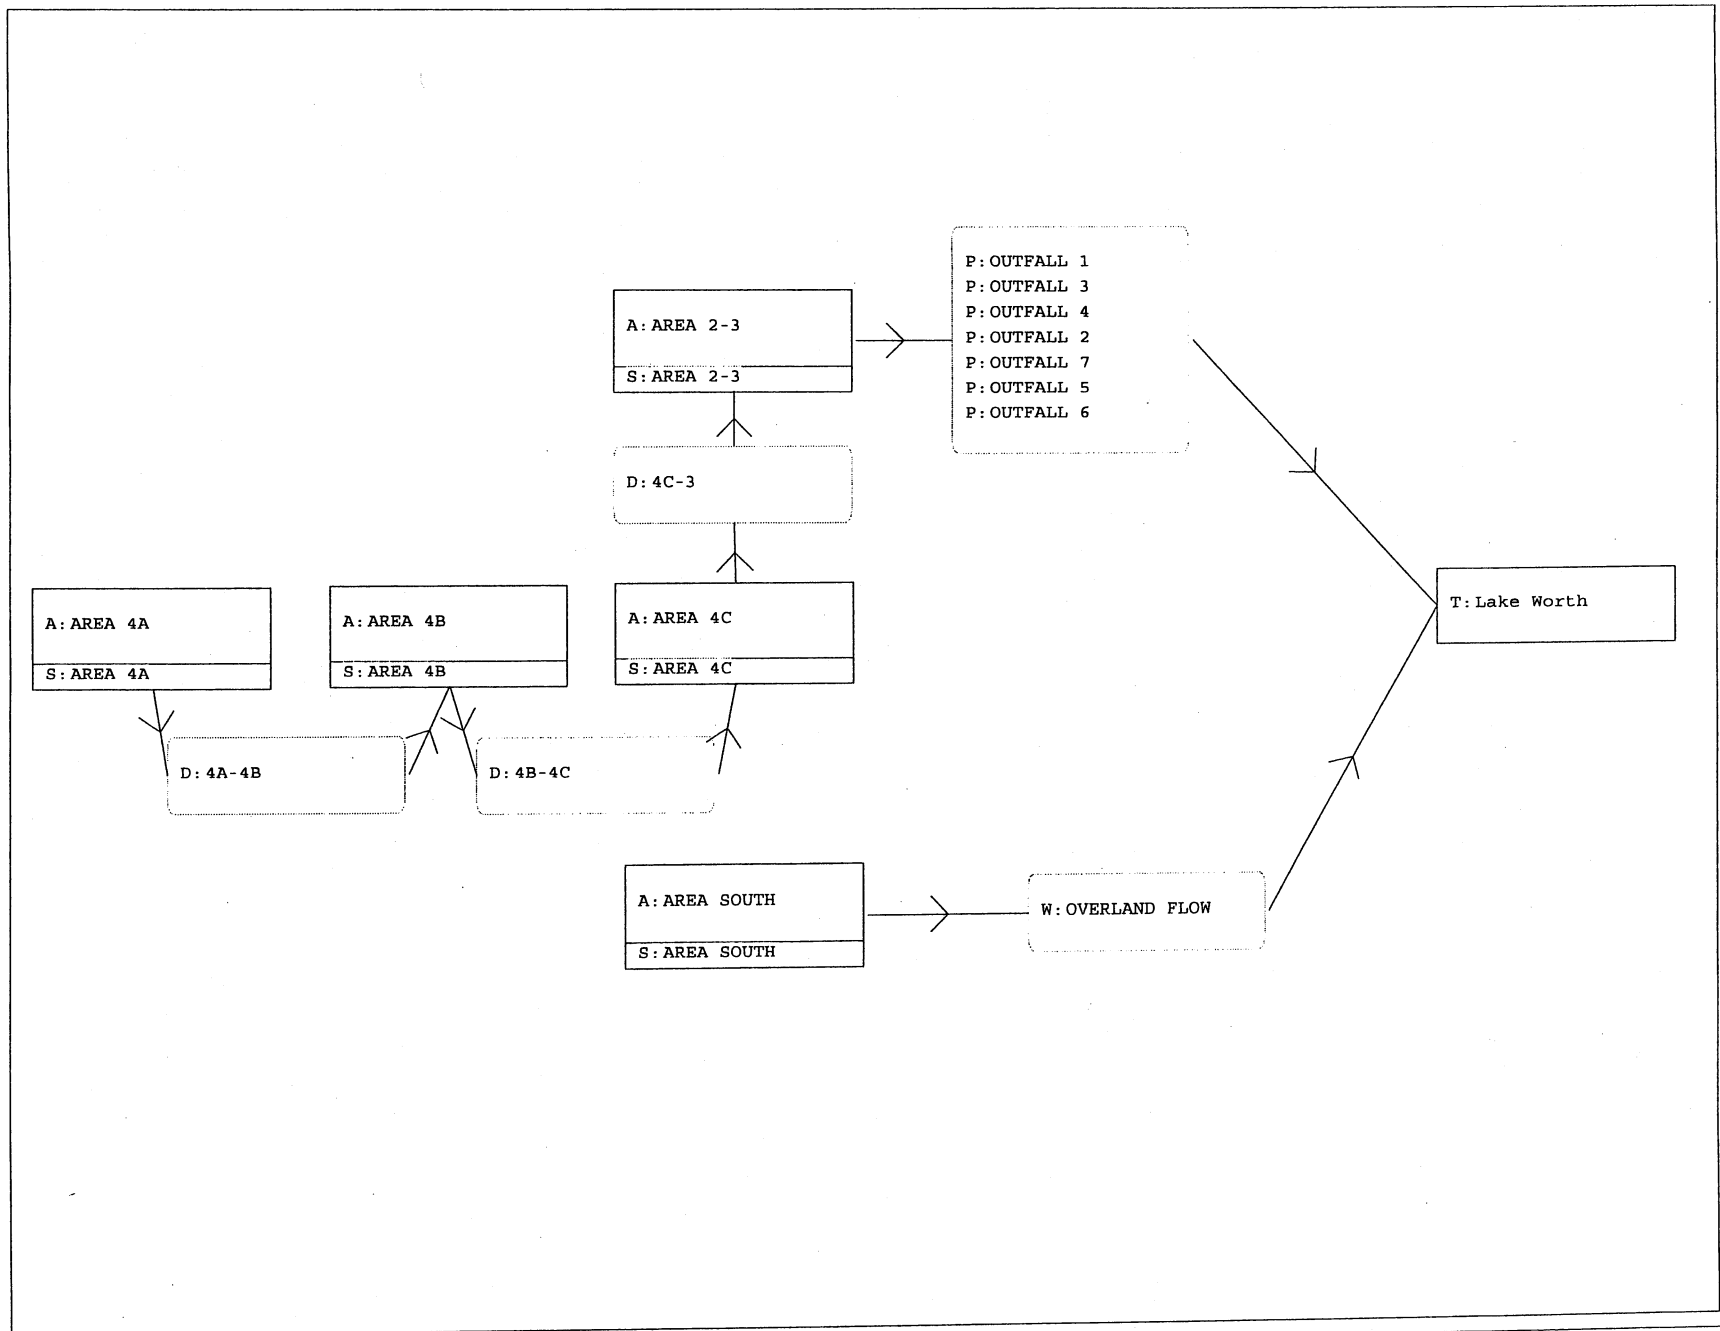 P:OUTFALL 1
P:OUTFALL 3
P:OUTFALL 4
P:OUTFALL 2
P:OUTFALL 7
P:OUTFALL 5
P:OUTFALL 6
A:AREA 2-3
S:AREA 2-3
D:4C-3
A:AREA 4A
S:AREA 4A
A:AREA 4B
S:AREA 4B
A:AREA 4C
S:AREA 4C
T:Lake Worth
D:4A-4B
D:4B-4C
A:AREA SOUTH
S:AREA SOUTH
W:OVERLAND FLOW